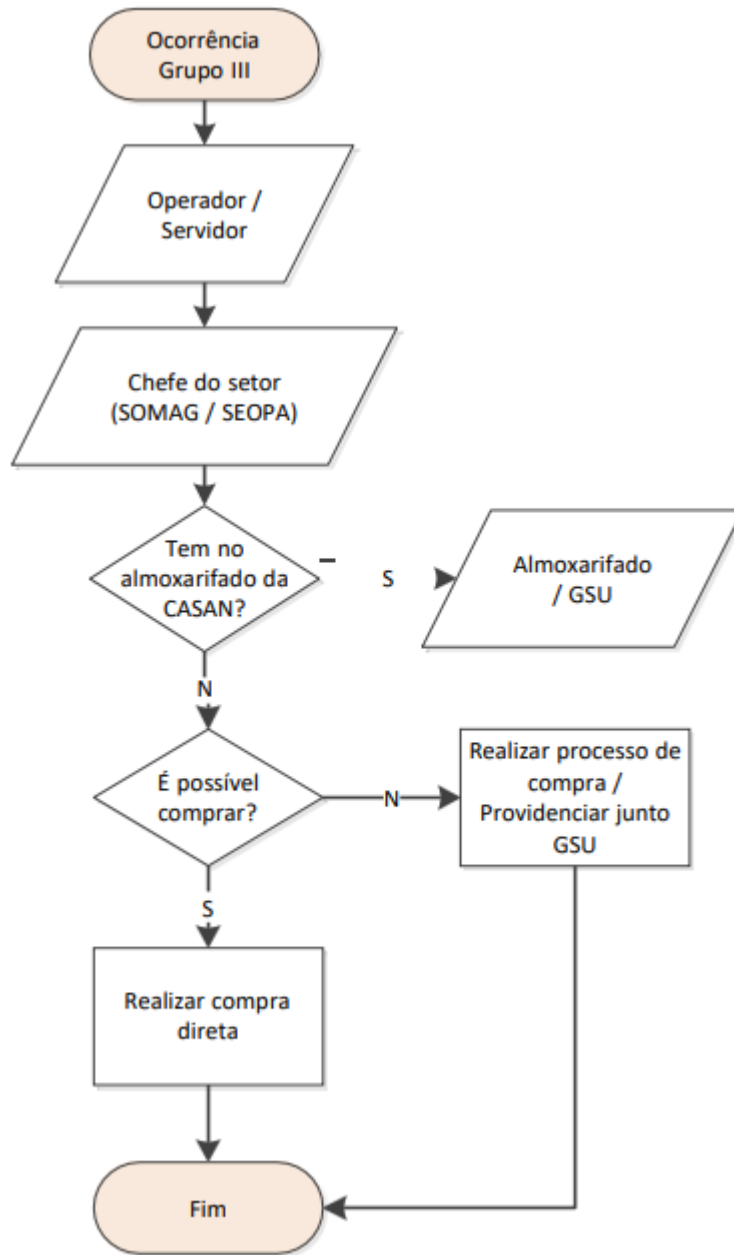 Ocorrência
Grupo III
Operador /
Servidor
Chefe do setor
(SOMAG / SEOPA)
Tem no
almoxarifado da
CASAN?
S
Almoxarifado
/ GSU
N
É possível
comprar?
N
Realizar processo de
compra /
Providenciar junto
GSU
S
Realizar compra
direta
Fim